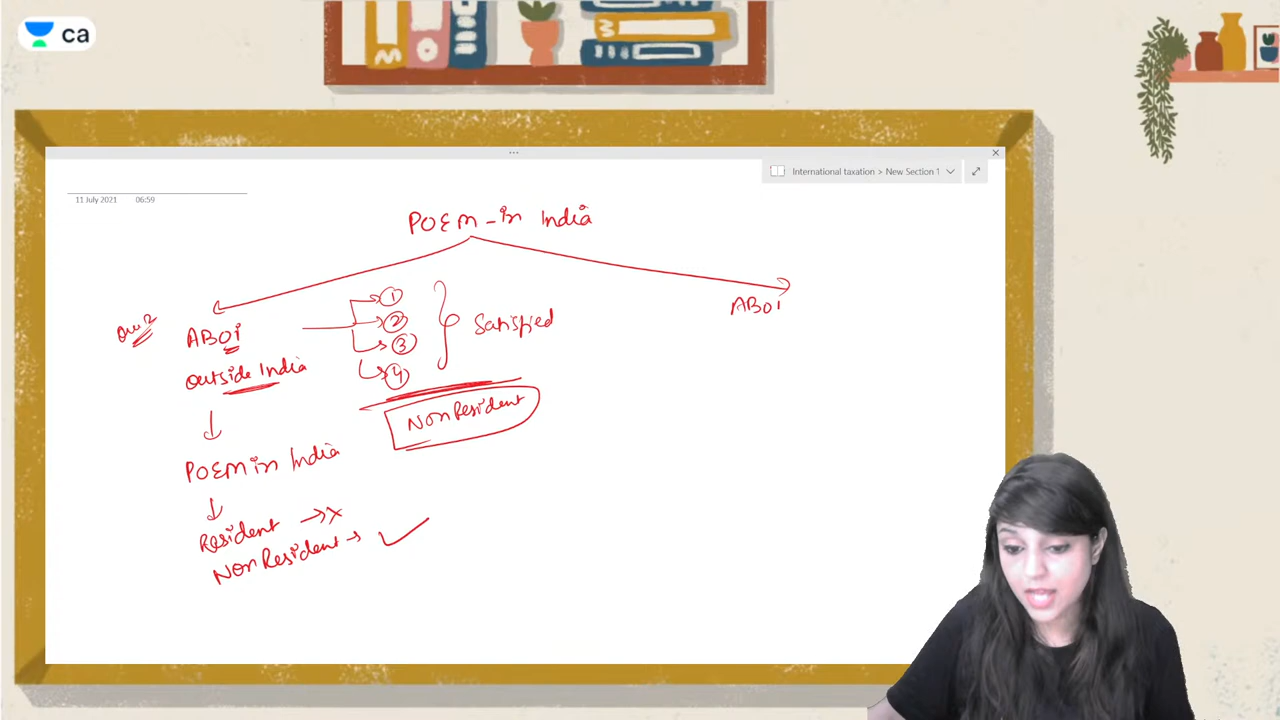 ca
International taxation > New Section 1
11 July 2021 06:59
POEM - in India
Que 2
ABOI
outside India
1
2
3
4
Satisfied
Non Resident
POEM in India
Resident → x
Non Resident → ✓
ABOI